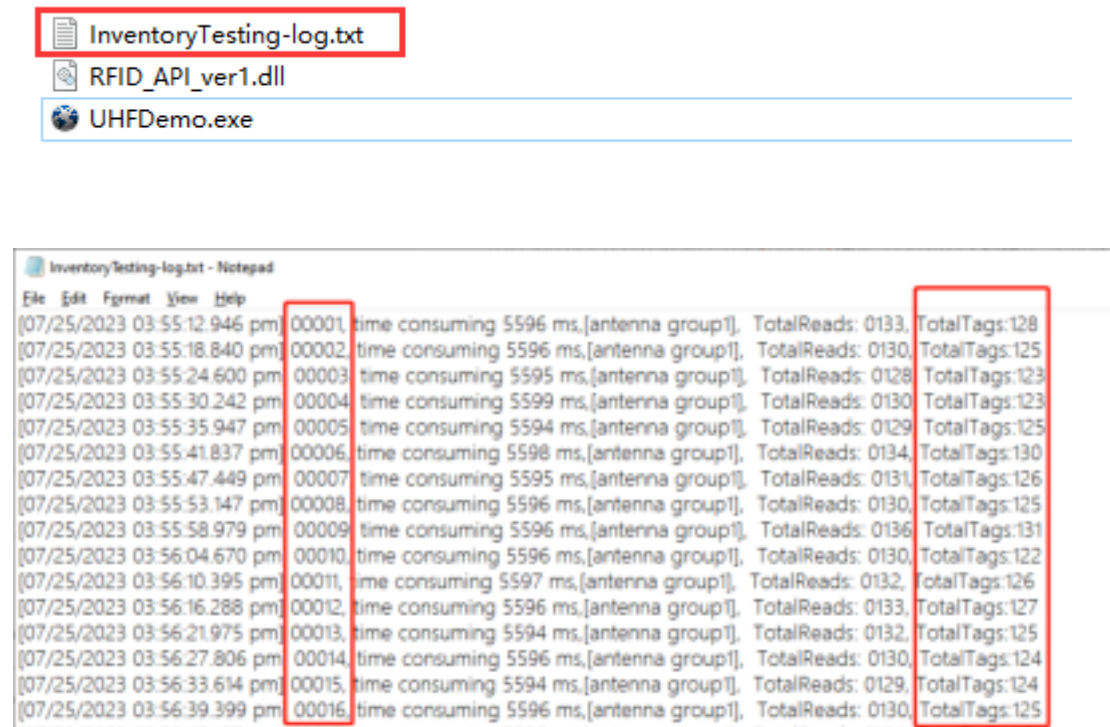 InventoryTesting-log.txt
RFID_API_ver1.dll
UHFDemo.exe
InventoryTesting-log.txt - Notepad
File Edit Format View Help
[07/25/2023 03:55:12.946 pm] 00001, time consuming 5596 ms,[antenna group1], TotalReads: 0133, TotalTags:128
[07/25/2023 03:55:18.840 pm] 00002, time consuming 5596 ms,[antenna group1], TotalReads: 0130, TotalTags:125
[07/25/2023 03:55:24.600 pm] 00003, time consuming 5595 ms,[antenna group1], TotalReads: 0128, TotalTags:123
[07/25/2023 03:55:30.242 pm] 00004, time consuming 5599 ms,[antenna group1], TotalReads: 0130, TotalTags:123
[07/25/2023 03:55:35.947 pm] 00005, time consuming 5594 ms,[antenna group1], TotalReads: 0129, TotalTags:125
[07/25/2023 03:55:41.837 pm] 00006, time consuming 5598 ms,[antenna group1], TotalReads: 0134, TotalTags:130
[07/25/2023 03:55:47.449 pm] 00007, time consuming 5595 ms,[antenna group1], TotalReads: 0131, TotalTags:126
[07/25/2023 03:55:53.147 pm] 00008, time consuming 5596 ms,[antenna group1], TotalReads: 0130, TotalTags:125
[07/25/2023 03:55:58.979 pm] 00009, time consuming 5596 ms,[antenna group1], TotalReads: 0136, TotalTags:131
[07/25/2023 03:56:04.670 pm] 00010, time consuming 5596 ms,[antenna group1], TotalReads: 0130, TotalTags:122
[07/25/2023 03:56:10.395 pm] 00011, time consuming 5597 ms,[antenna group1], TotalReads: 0132, TotalTags:126
[07/25/2023 03:56:16.288 pm] 00012, time consuming 5596 ms,[antenna group1], TotalReads: 0133, TotalTags:127
[07/25/2023 03:56:21.975 pm] 00013, time consuming 5594 ms,[antenna group1], TotalReads: 0132, TotalTags:125
[07/25/2023 03:56:27.806 pm] 00014, time consuming 5596 ms,[antenna group1], TotalReads: 0130, TotalTags:124
[07/25/2023 03:56:33.614 pm] 00015, time consuming 5594 ms,[antenna group1], TotalReads: 0129, TotalTags:124
[07/25/2023 03:56:39.399 pm] 00016, time consuming 5596 ms,[antenna group1], TotalReads: 0130, TotalTags:125